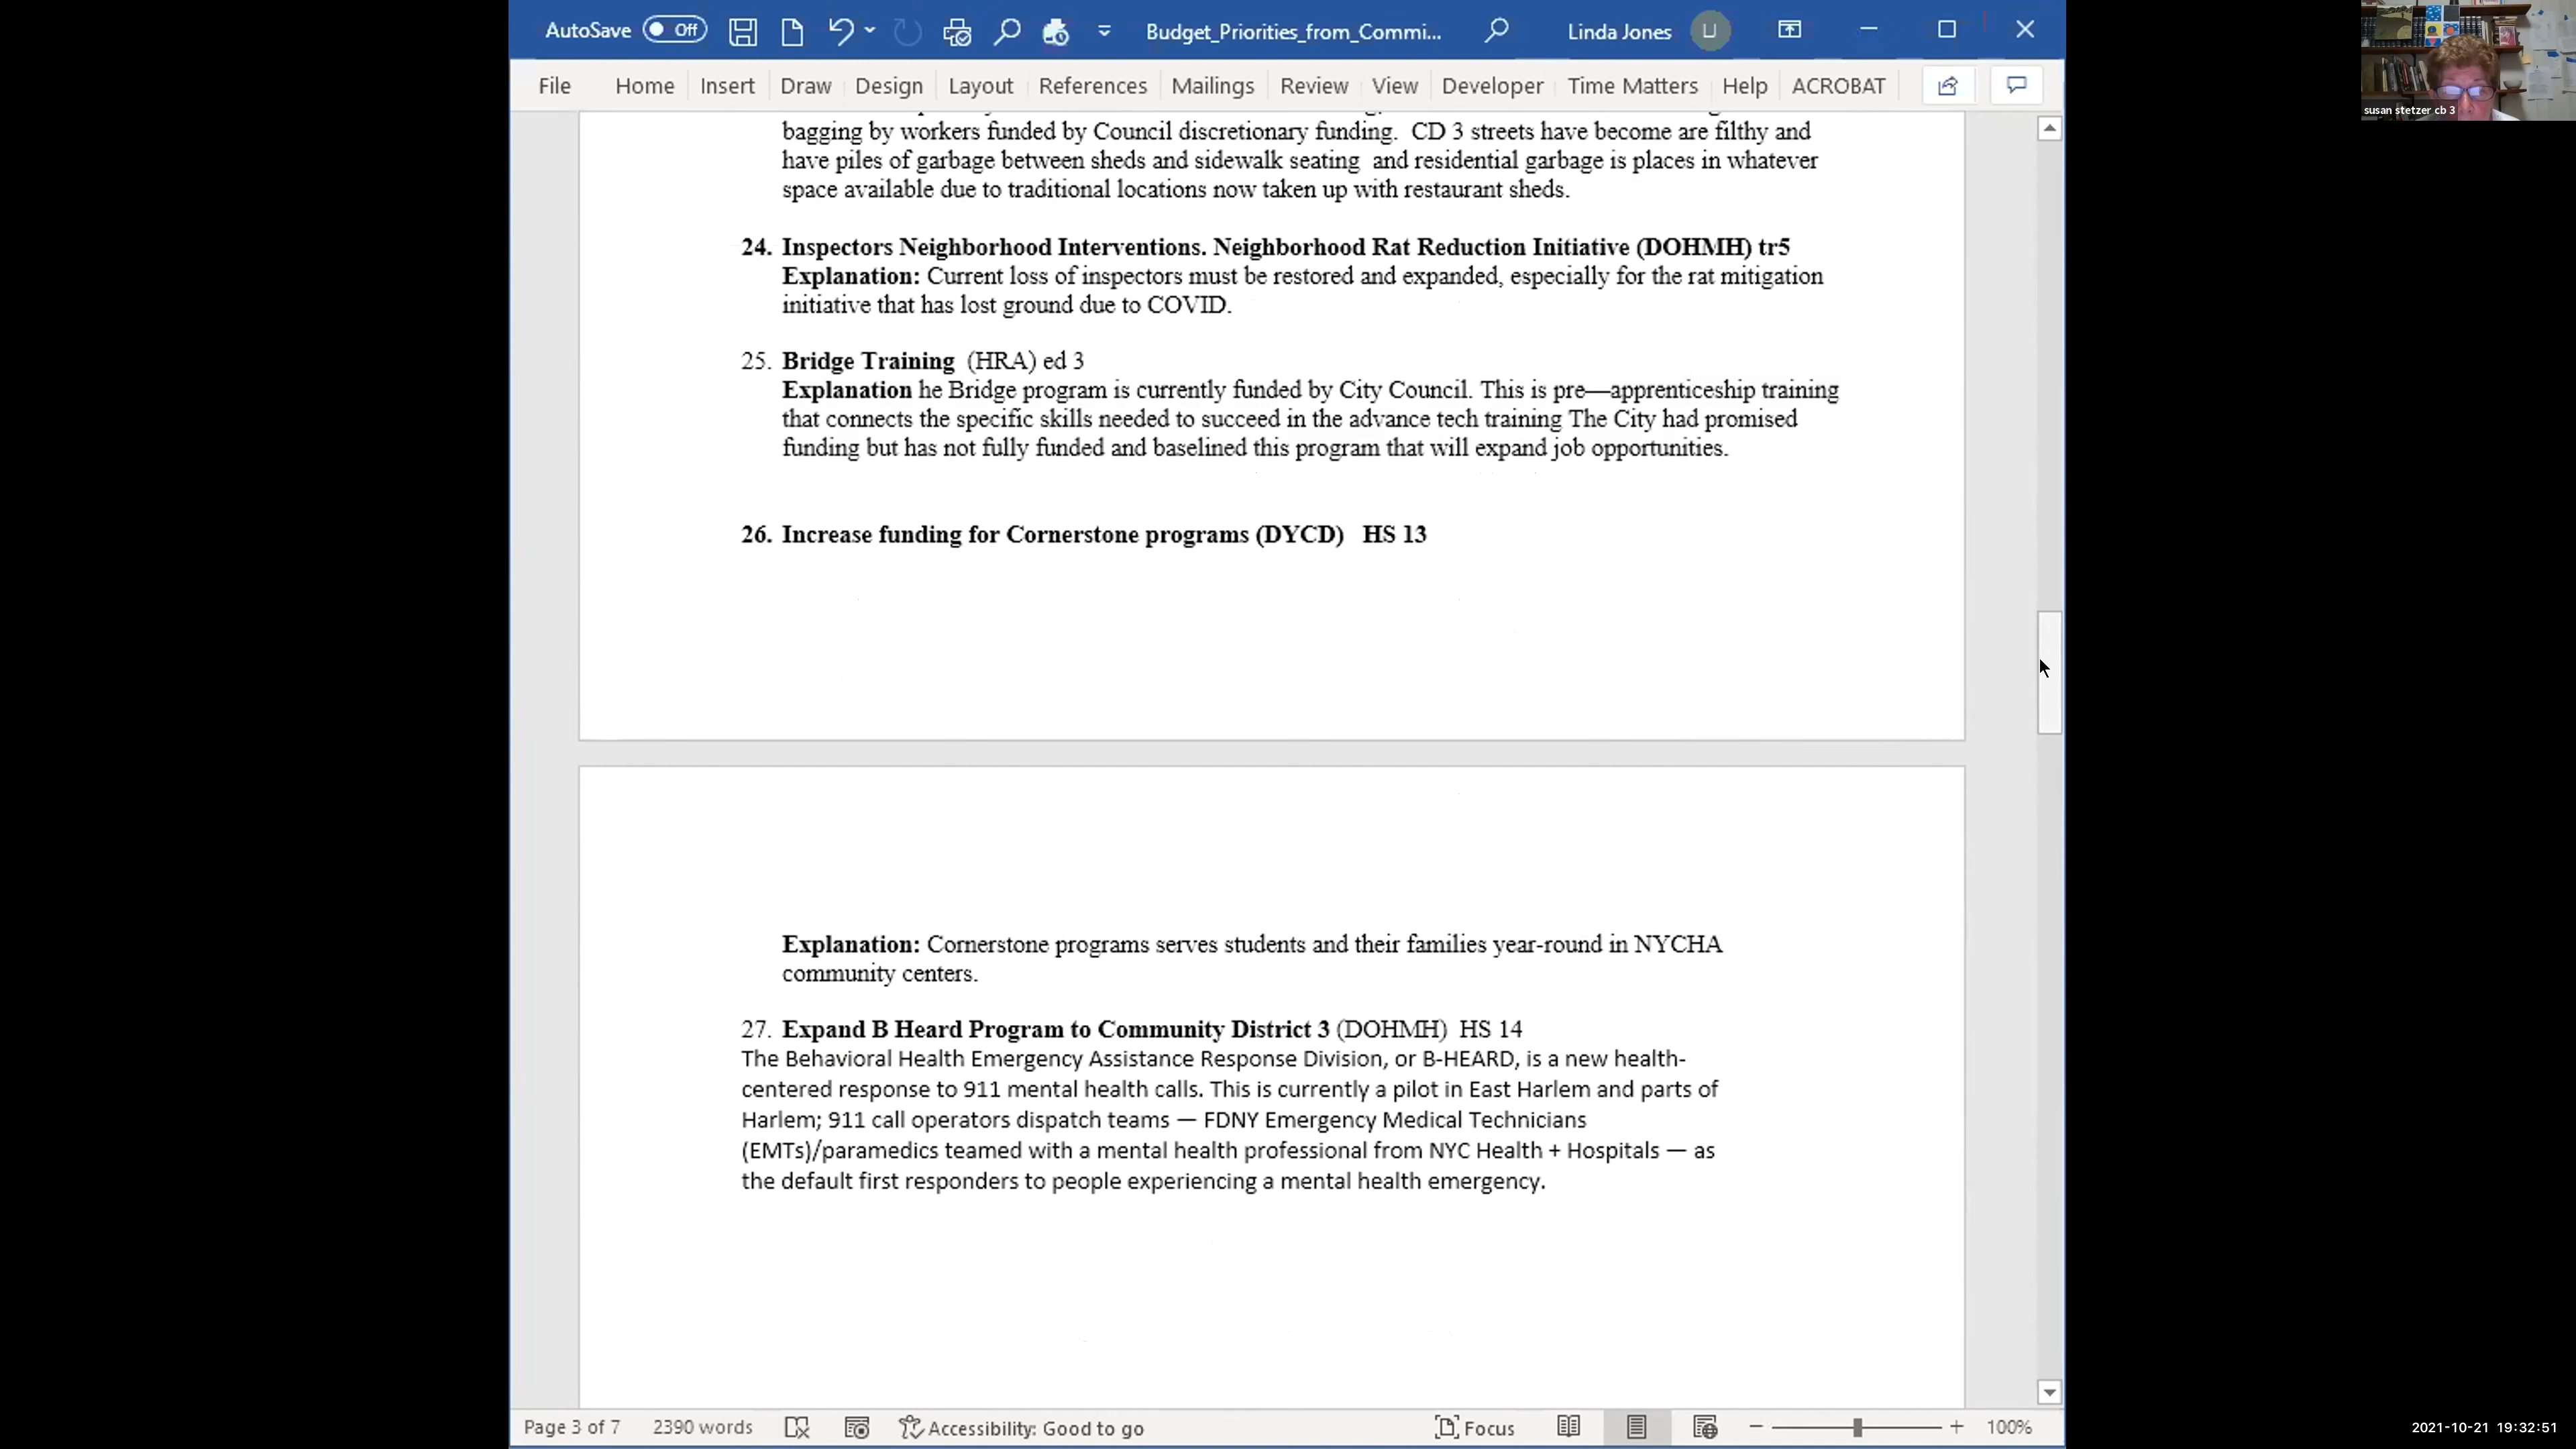 AutoSave Off Budget_Priorities_from_Commi... Linda Jones LJ
susan stetzer cb 3
File Home Insert Draw Design Layout References Mailings Review View Developer Time Matters Help ACROBAT
bagging by workers funded by Council discretionary funding.  CD 3 streets have become are filthy and
have piles of garbage between sheds and sidewalk seating  and residential garbage is places in whatever
space available due to traditional locations now taken up with restaurant sheds.
24. Inspectors Neighborhood Interventions. Neighborhood Rat Reduction Initiative (DOHMH) tr5
Explanation: Current loss of inspectors must be restored and expanded, especially for the rat mitigation
initiative that has lost ground due to COVID.
25. Bridge Training  (HRA) ed 3
Explanation he Bridge program is currently funded by City Council. This is pre—apprenticeship training
that connects the specific skills needed to succeed in the advance tech training The City had promised
funding but has not fully funded and baselined this program that will expand job opportunities.
26. Increase funding for Cornerstone programs (DYCD)   HS 13
Explanation: Cornerstone programs serves students and their families year-round in NYCHA
community centers.
27. Expand B Heard Program to Community District 3 (DOHMH)  HS 14
The Behavioral Health Emergency Assistance Response Division, or B-HEARD, is a new health-
centered response to 911 mental health calls. This is currently a pilot in East Harlem and parts of
Harlem; 911 call operators dispatch teams — FDNY Emergency Medical Technicians
(EMTs)/paramedics teamed with a mental health professional from NYC Health + Hospitals — as
the default first responders to people experiencing a mental health emergency.
Page 3 of 7 2390 words Accessibility: Good to go Focus 100%
2021-10-21 19:32:51